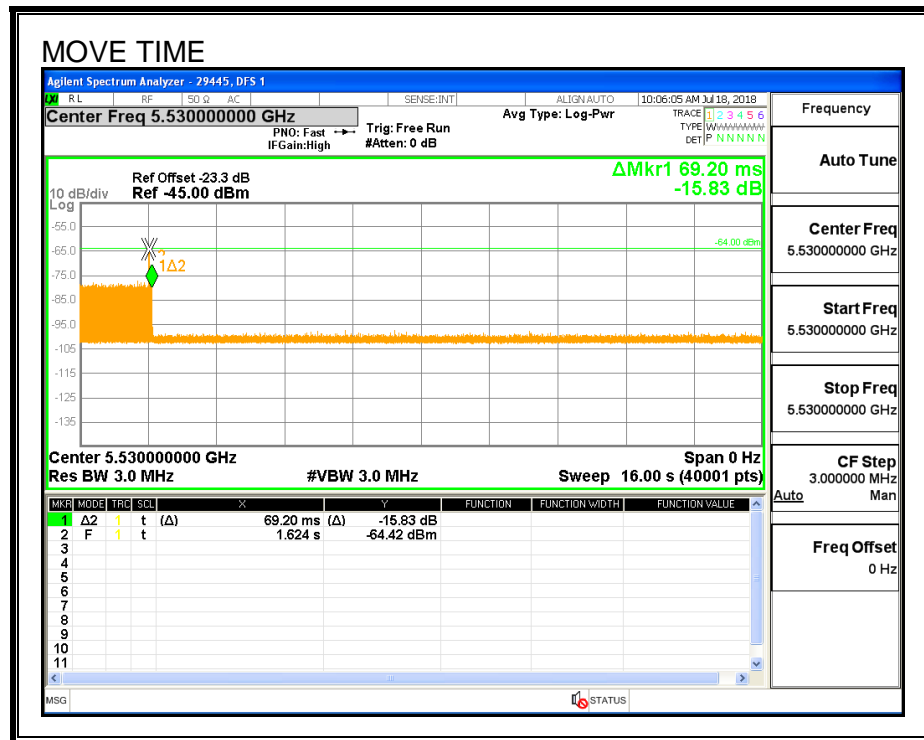 MOVE TIME
Agilent Spectrum Analyzer - 29445, DFS 1
LXI RL RF 50 Ω AC SENSE:INT ALIGN AUTO 10:06:05 AM Jul 18, 2018
Center Freq 5.530000000 GHz
PNO: Fast
IFGain:High
Trig: Free Run
#Atten: 0 dB
Avg Type: Log-Pwr
TRACE 1 2 3 4 5 6
TYPE WWWWWW
DET P N N N N N
ΔMkr1 69.20 ms
-15.83 dB
Ref Offset -23.3 dB
10 dB/div Ref -45.00 dBm
Log
-55.0
-65.0
-75.0
-85.0
-95.0
-105
-115
-125
-135
-64.00 dBm
1Δ2
Center 5.530000000 GHz Span 0 Hz
Res BW 3.0 MHz #VBW 3.0 MHz Sweep 16.00 s (40001 pts)
MKR MODE TRC SCL X Y FUNCTION FUNCTION WIDTH FUNCTION VALUE
1 Δ2 1 t (Δ) 69.20 ms (Δ) -15.83 dB
2 F 1 t 1.624 s -64.42 dBm
3
4
5
6
7
8
9
10
11
MSG STATUS
Frequency
Auto Tune
Center Freq
5.530000000 GHz
Start Freq
5.530000000 GHz
Stop Freq
5.530000000 GHz
CF Step
3.000000 MHz
Auto Man
Freq Offset
0 Hz